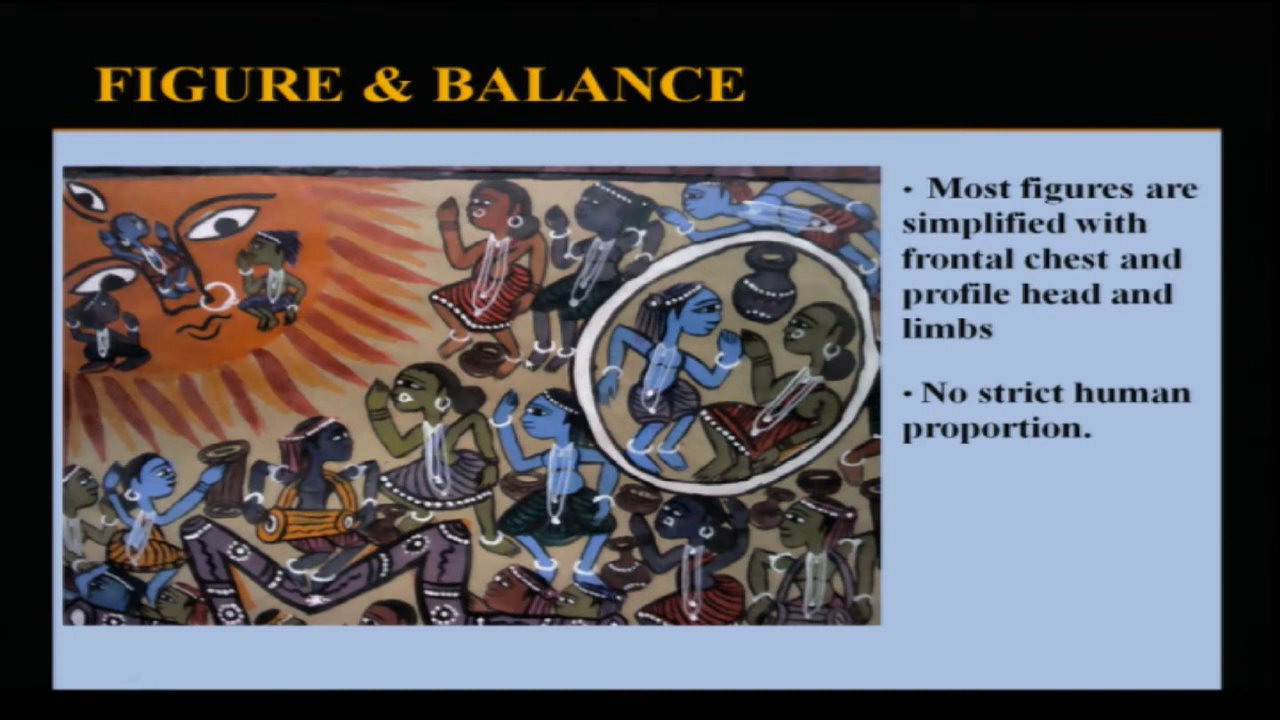 FIGURE & BALANCE
• Most figures are
simplified with
frontal chest and
profile head and
limbs
• No strict human
proportion.